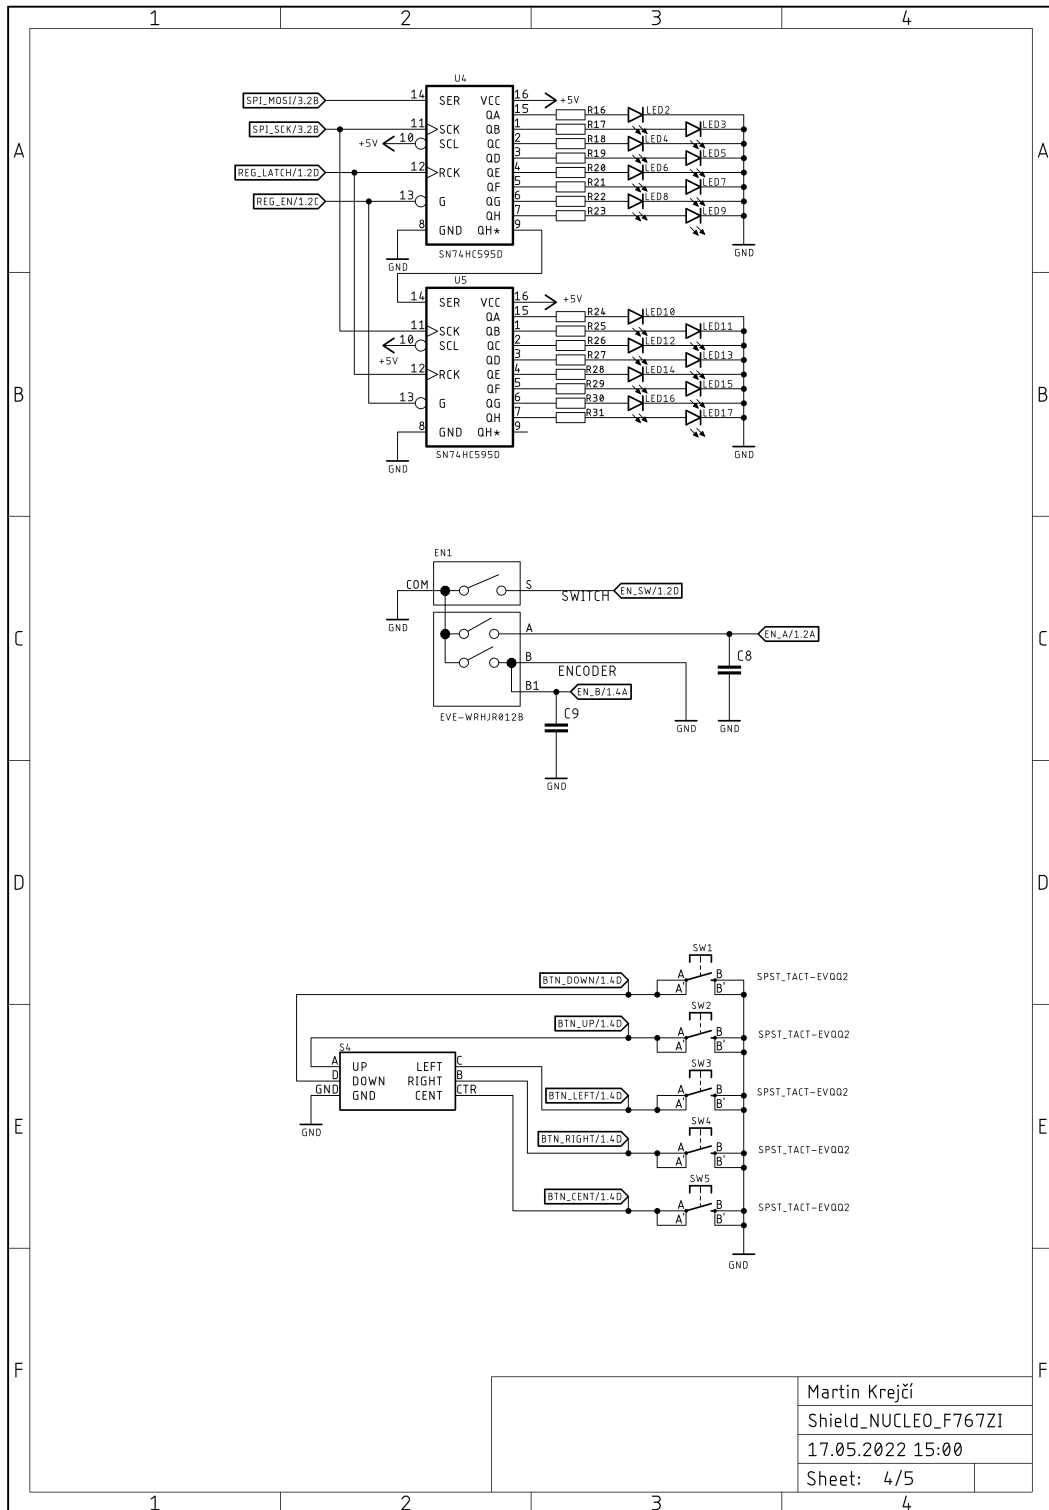 1 2 3 4
U4
SPI_MOSI/3.2B 14 SER VCC 16 +5V
15 QA R16 LED2
SPI_SCK/3.2B 11 SCK QB 1 R17 LED3
+5V 10 SCL QC 2 R18 LED4
A QD 3 R19 LED5 A
REG_LATCH/1.2D 12 RCK QE 4 R20 LED6
QF 5 R21 LED7
REG_EN/1.2C 13 G QG 6 R22 LED8
QH 7 R23 LED9
8 GND QH* 9
GND SN74HC595D GND
U5
14 SER VCC 16 +5V
QA 15 R24 LED10
11 SCK QB 1 R25 LED11
10 SCL QC 2 R26 LED12
+5V QD 3 R27 LED13
12 RCK QE 4 R28 LED14
B QF 5 R29 LED15 B
13 G QG 6 R30 LED16
QH 7 R31 LED17
8 GND QH* 9
SN74HC595D GND
GND
EN1
COM S
SWITCH EN_SW/1.2D
GND
A EN_A/1.2A
C C
B C8
ENCODER
B1 EN_B/1.4A
EVE-WRHJR012B C9
GND GND
GND
D D
SW1
BTN_DOWN/1.4D A B SPST_TACT-EVQQ2
A' B'
SW2
BTN_UP/1.4D A B SPST_TACT-EVQQ2
A' B'
S4
A UP LEFT C SW3
D DOWN RIGHT B
GND GND CENT CTR BTN_LEFT/1.4D A B SPST_TACT-EVQQ2
A' B'
E GND SW4 E
BTN_RIGHT/1.4D A B SPST_TACT-EVQQ2
A' B'
SW5
BTN_CENT/1.4D A B SPST_TACT-EVQQ2
A' B'
GND
F F
Martin Krejčí
Shield_NUCLEO_F767ZI
17.05.2022 15:00
Sheet: 4/5
1 2 3 4